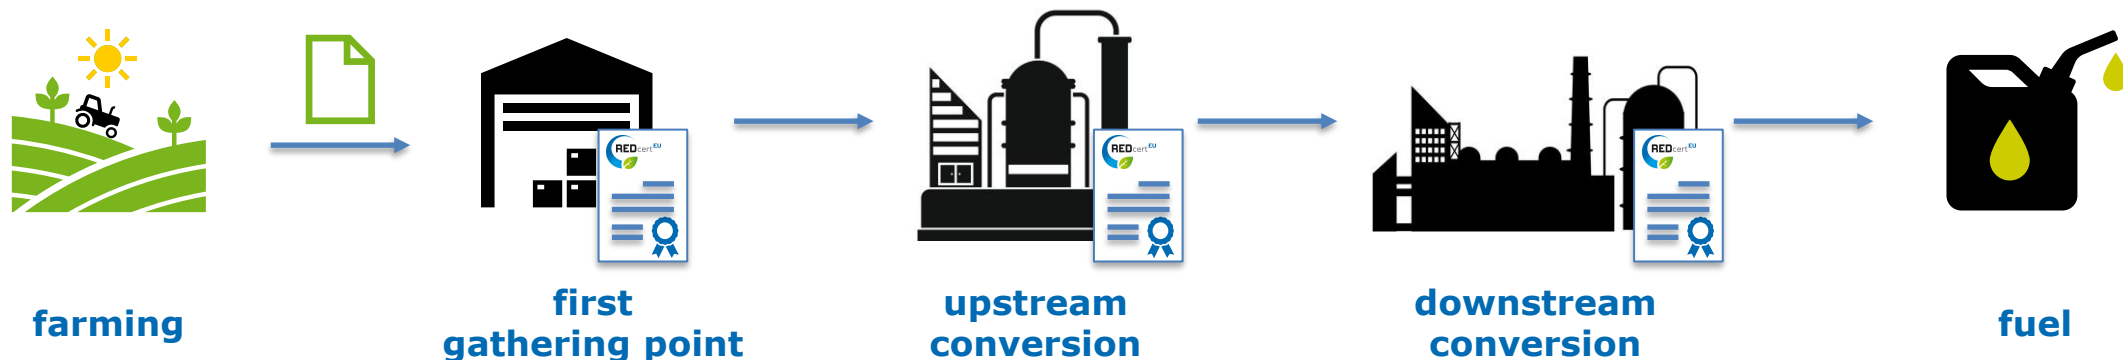 REDcert EU
REDcert EU
REDcert EU
farming
first
gathering point
upstream
conversion
downstream
conversion
fuel